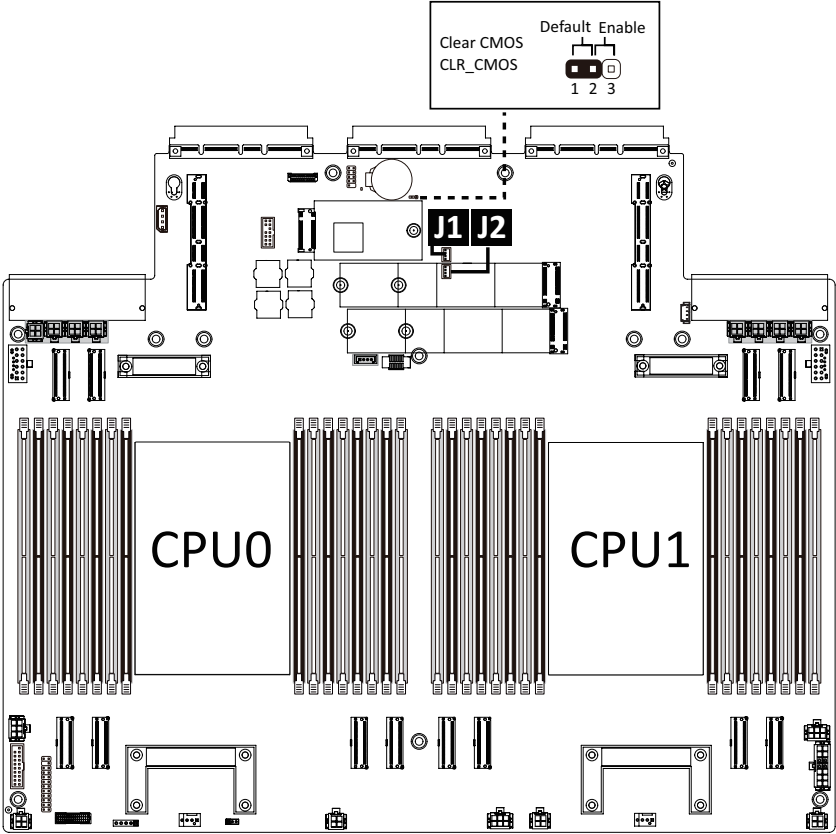 Default Enable
Clear CMOS
CLR_CMOS
1 2 3
J1 J2
CPU0 CPU1